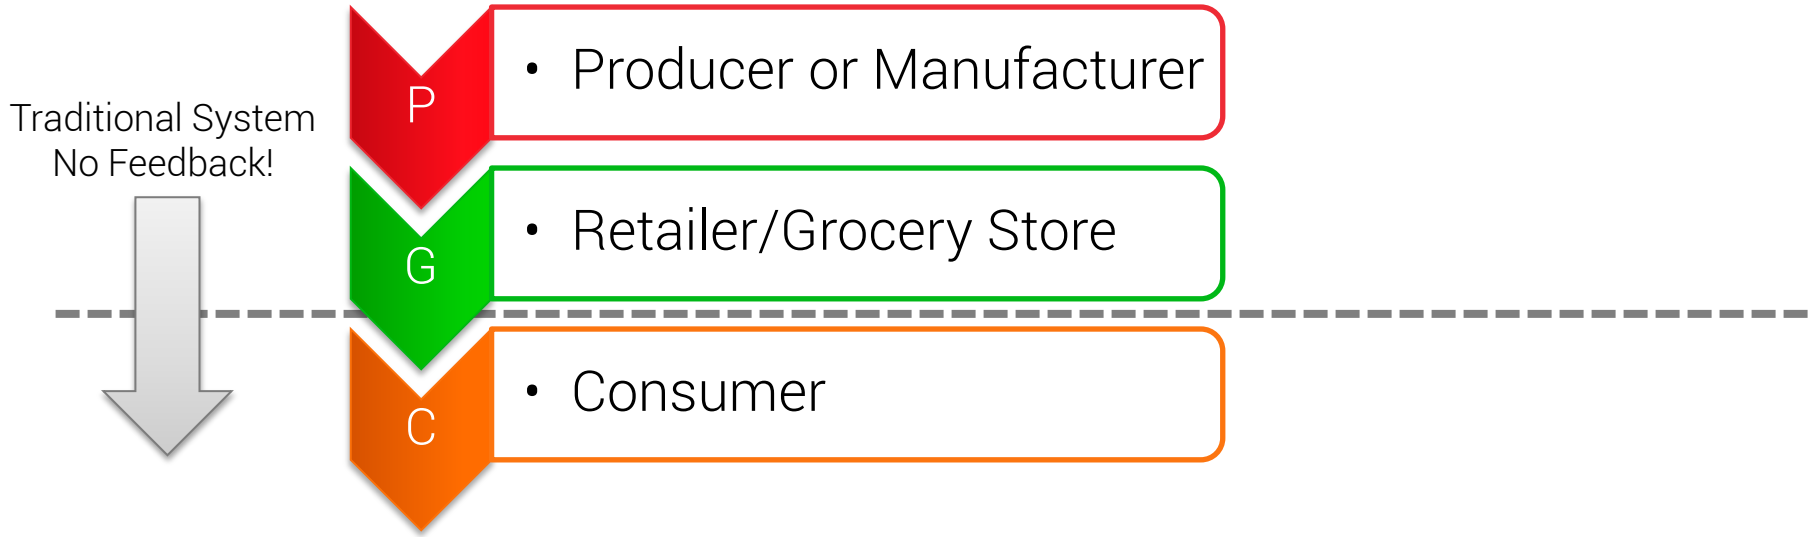 Traditional System
No Feedback!
P
• Producer or Manufacturer
G
• Retailer/Grocery Store
C
• Consumer